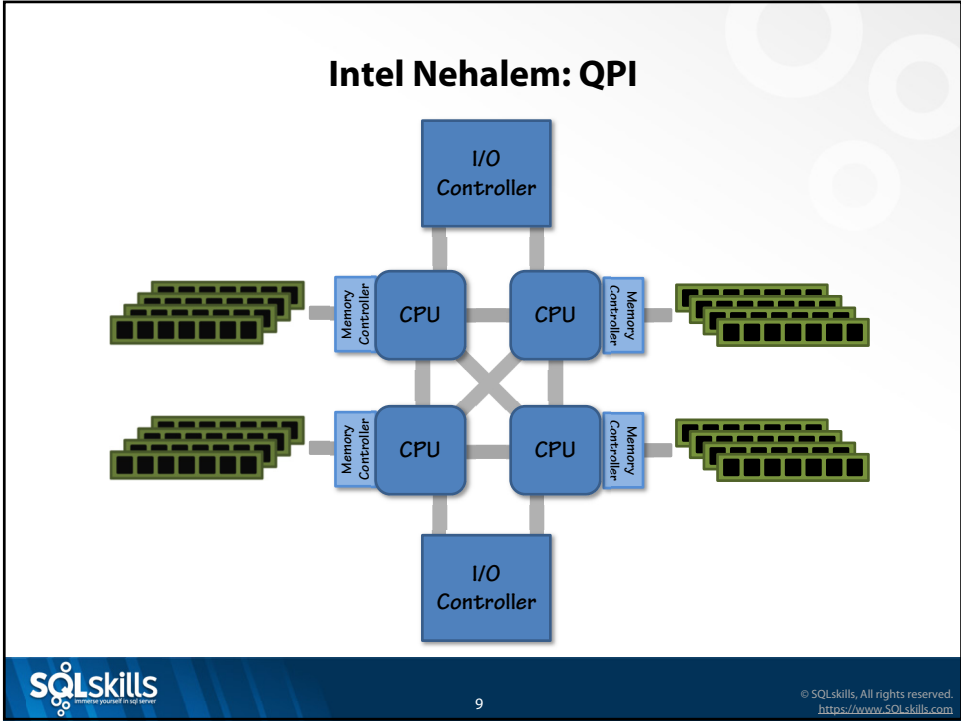 Intel Nehalem: QPI
I/O
Controller
Memory
Controller
CPU
CPU
Memory
Controller
Memory
Controller
CPU
CPU
Memory
Controller
I/O
Controller
SQLskills
immerse yourself in sql server
9
© SQLskills, All rights reserved.
https://www.SQLskills.com